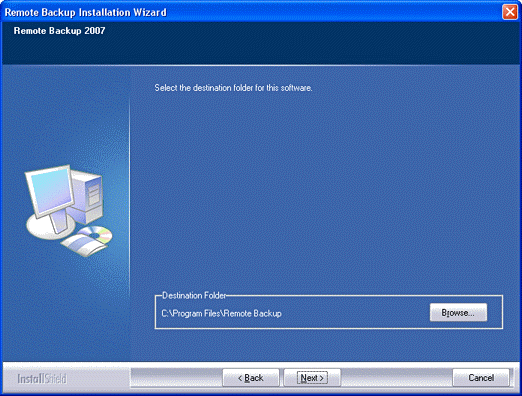 Remote Backup Installation Wizard
Remote Backup 2007
Select the destination folder for this software.
Destination Folder
C:\Program Files\Remote Backup
Browse...
InstallShield
< Back
Next >
Cancel